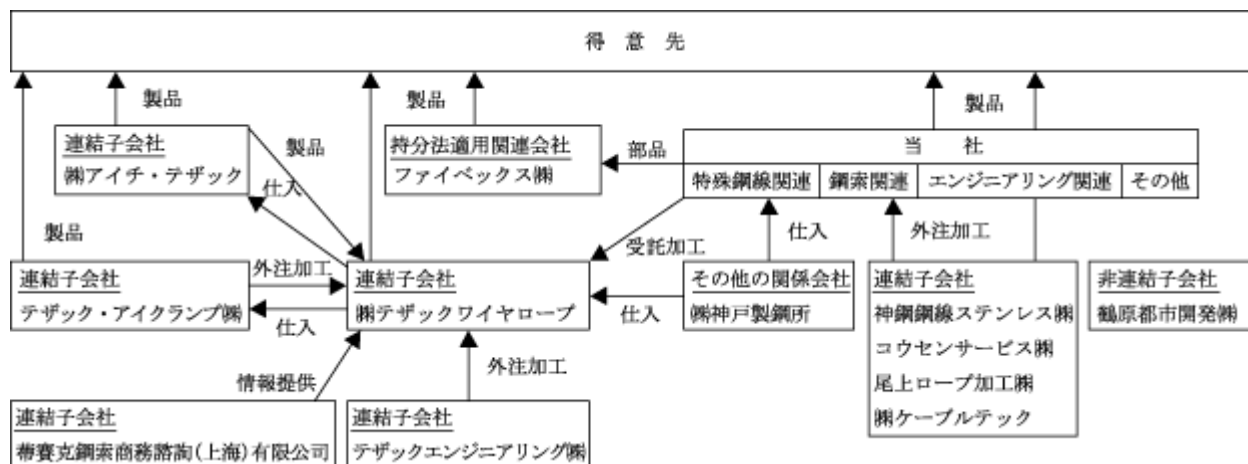 得意先
製品
製品
製品
連結子会社
㈱アイチ・テザック
製品
仕入
持分法適用関連会社
ファイベックス㈱
部品
当社
特殊鋼線関連 鋼索関連 エンジニアリング関連 その他
製品
受託加工
仕入
外注加工
連結子会社
テザック・アイクランプ㈱
外注加工
仕入
連結子会社
㈱テザックワイヤロープ
仕入
その他の関係会社
㈱神戸製鋼所
連結子会社
神鋼鋼線ステンレス㈱
コウセンサービス㈱
尾上ロープ加工㈱
㈱ケーブルテック
非連結子会社
鶴原都市開発㈱
情報提供
外注加工
連結子会社
帯賽克鋼索商務諮詢(上海)有限公司
連結子会社
テザックエンジニアリング㈱